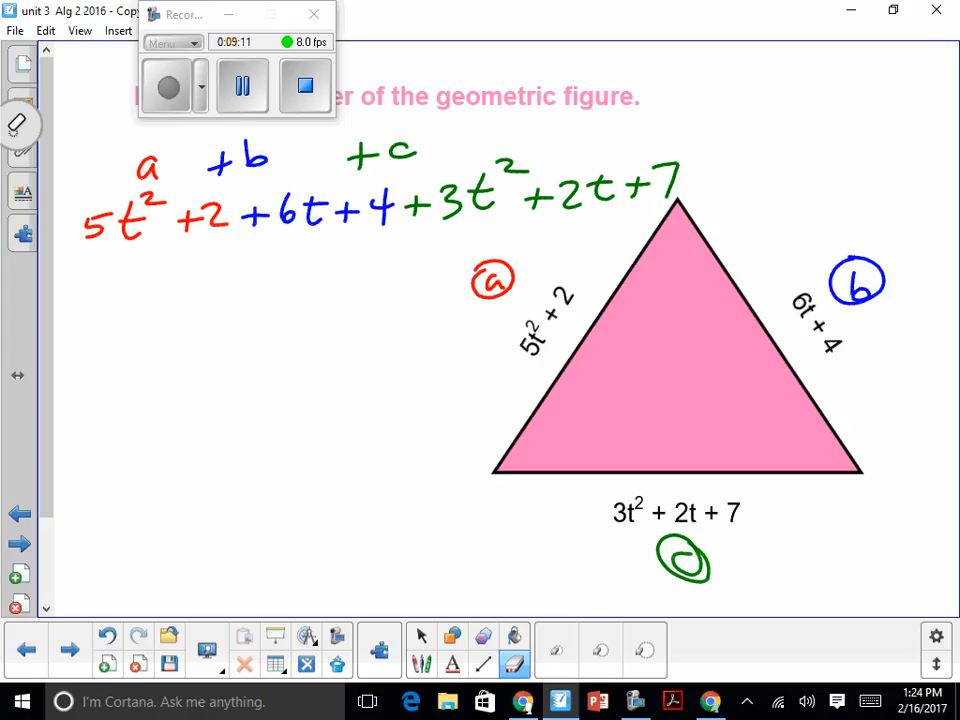 unit 3 Alg 2 2016 - Cop
File Edit View Insert
Recor...
Menu 0:09:11 8.0 fps
of the geometric figure.
a + b + c
5t² + 2 + 6t + 4 + 3t² + 2t + 7
a
b
5t² + 2
6t + 4
3t² + 2t + 7
c
I'm Cortana. Ask me anything.
1:24 PM
2/16/2017